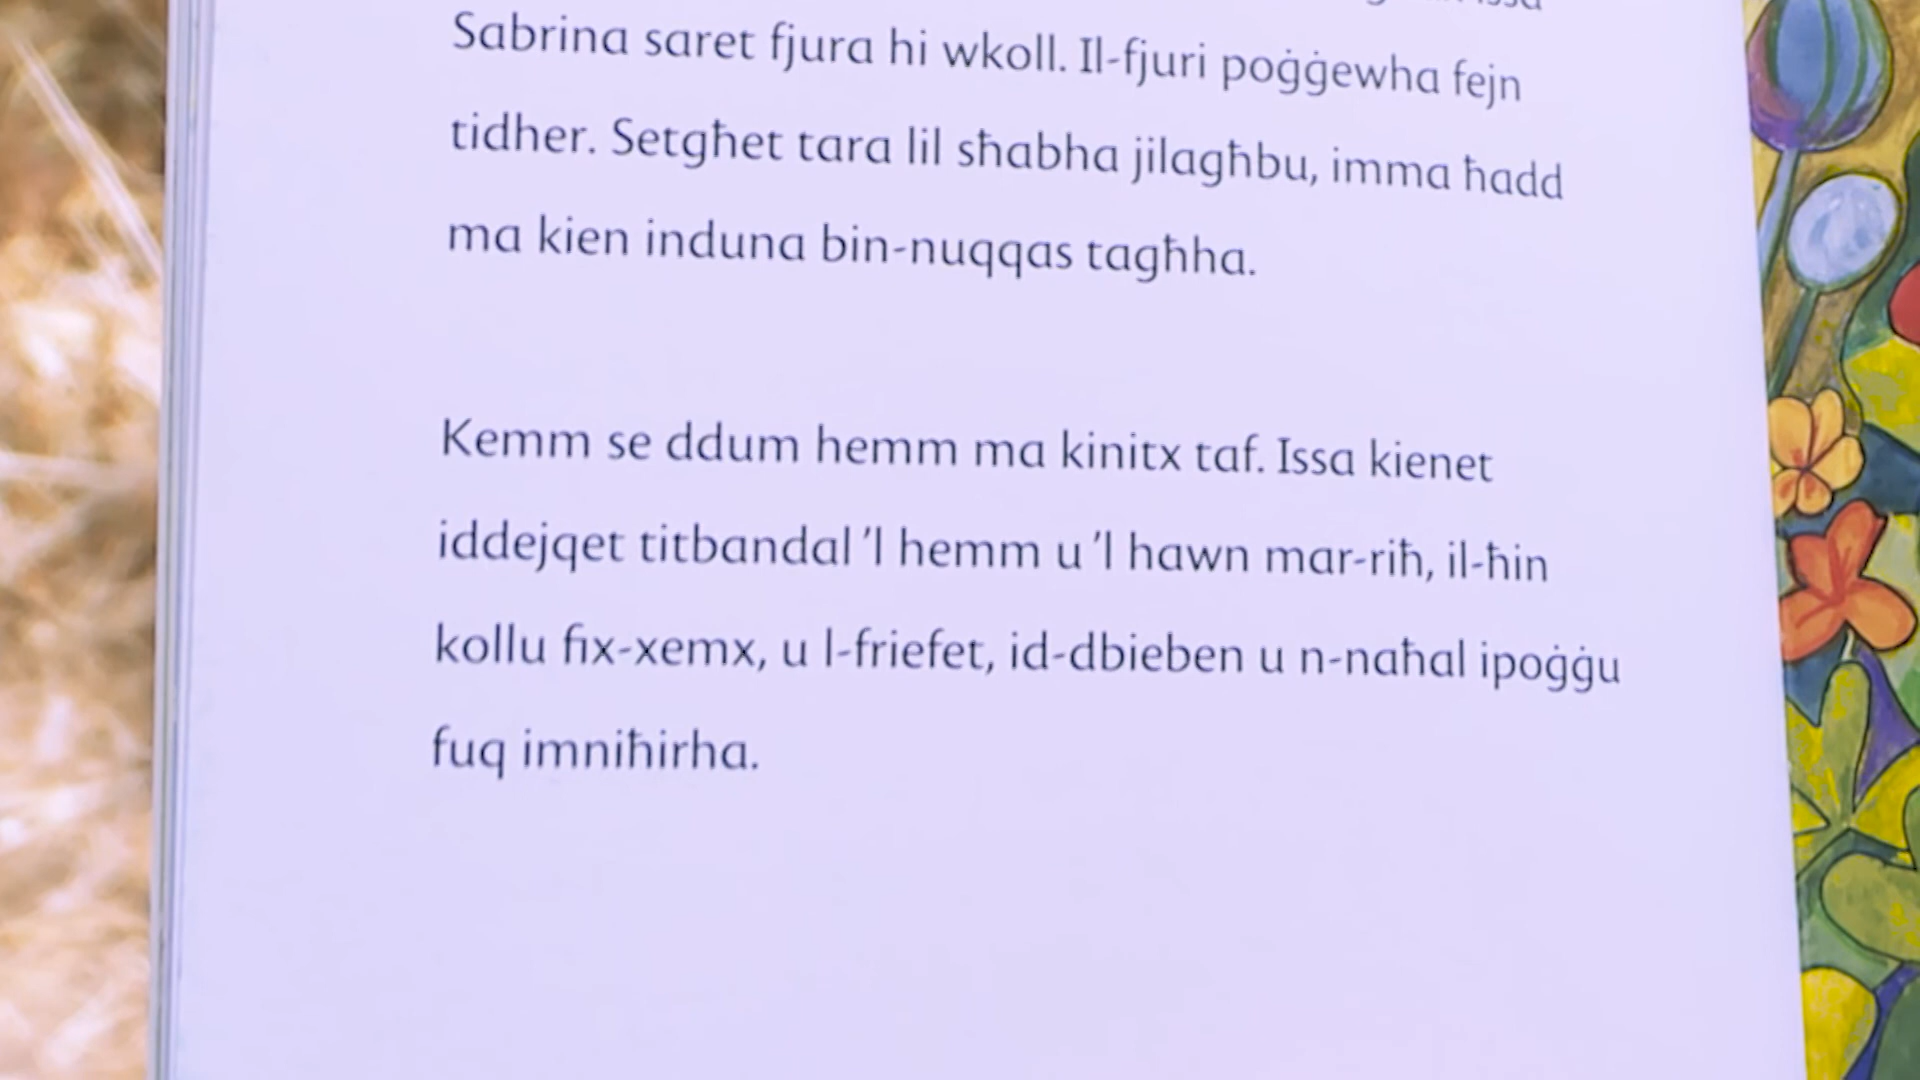 Issa
Sabrina saret fjura hi wkoll. Il-fjuri poġġewha fejn
tidher. Setgħet tara lil sħabha jilagħbu, imma ħadd
ma kien induna bin-nuqqas tagħha.
Kemm se ddum hemm ma kinitx taf. Issa kienet
iddejqet titbandal 'l hemm u 'l hawn mar-riħ, il-ħin
kollu fix-xemx, u l-friefet, id-dbieben u n-naħal ipoġġu
fuq imniħirha.